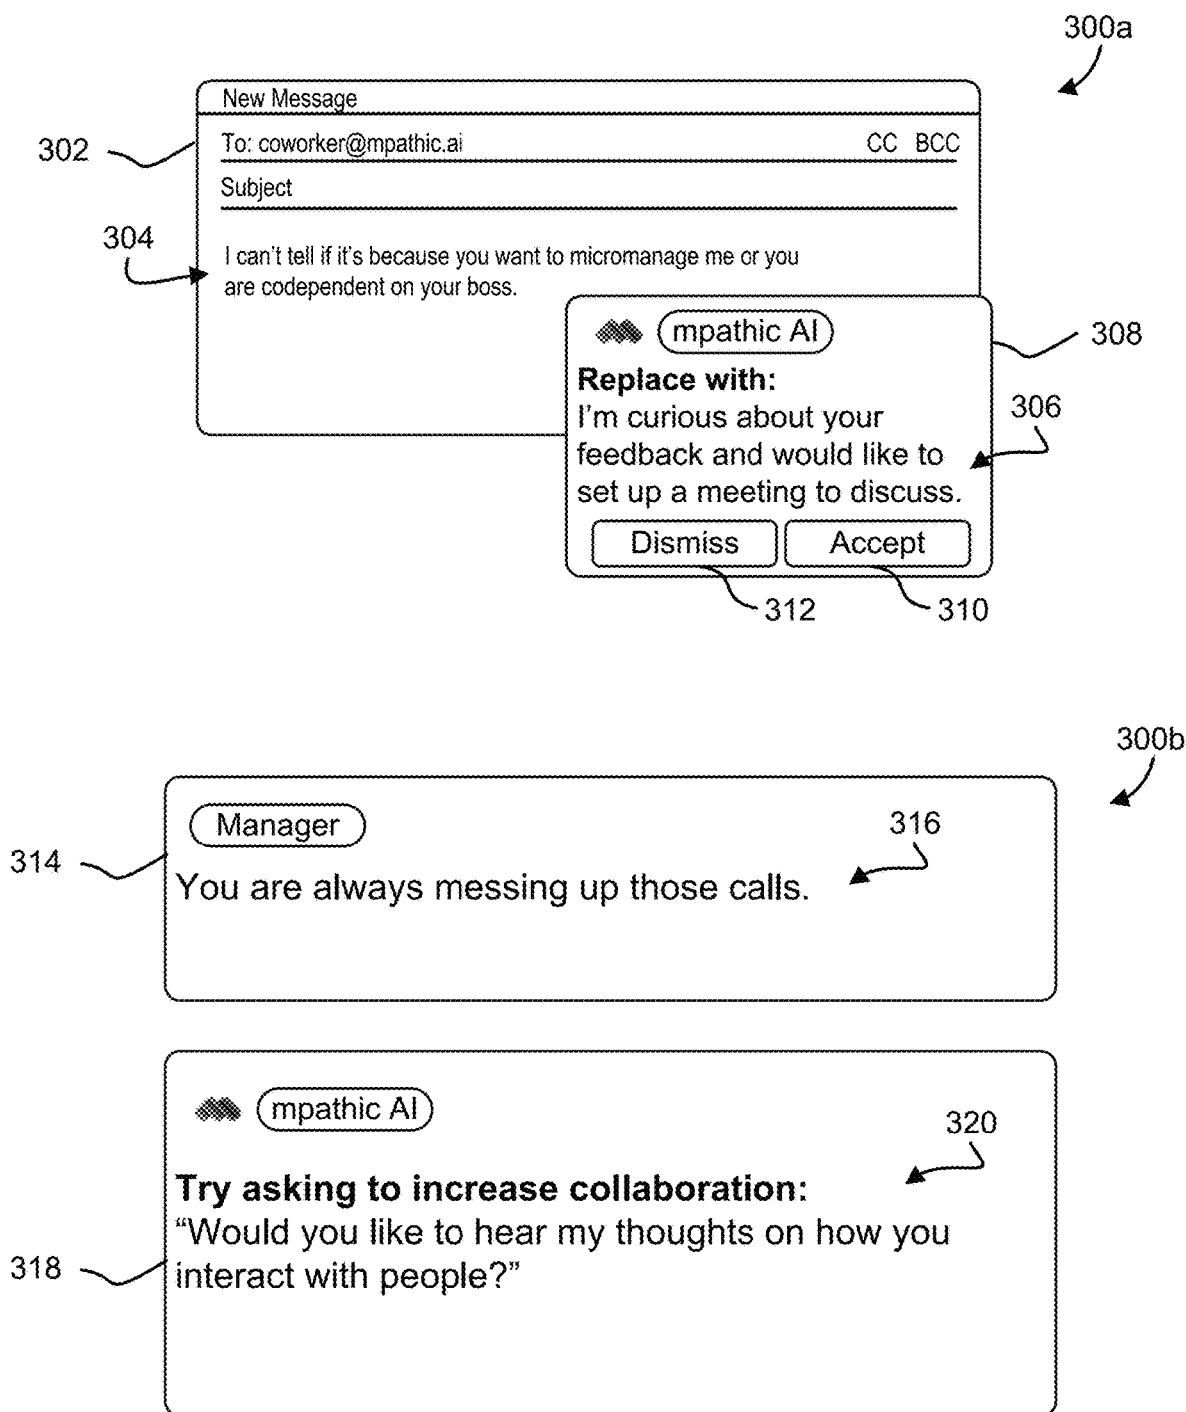 300a
New Message
302
To: coworker@mpathic.ai CC BCC
Subject
304
I can't tell if it's because you want to micromanage me or you
are codependent on your boss.
mpathic AI
308
Replace with:
I'm curious about your
306
feedback and would like to
set up a meeting to discuss.
Dismiss Accept
312 310
300b
Manager
316
314
You are always messing up those calls.
mpathic AI
320
Try asking to increase collaboration:
“Would you like to hear my thoughts on how you
318
interact with people?”